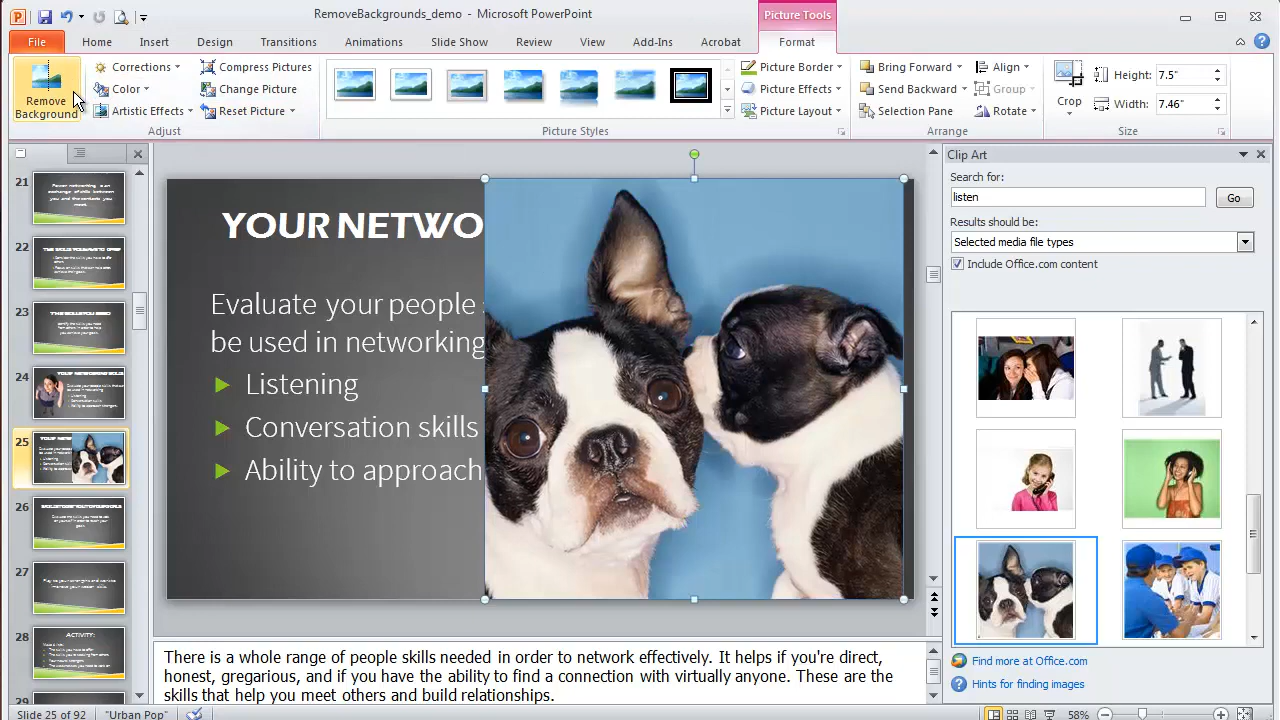 RemoveBackgrounds_demo - Microsoft PowerPoint
Picture Tools
File Home Insert Design Transitions Animations Slide Show Review View Add-Ins Acrobat Format
Remove Background
Corrections
Color
Artistic Effects
Compress Pictures
Change Picture
Reset Picture
Adjust
Picture Styles
Picture Border
Picture Effects
Picture Layout
Bring Forward
Send Backward
Selection Pane
Align
Group
Rotate
Arrange
Crop
Height: 7.5"
Width: 7.46"
Size
21
22
23
24
25
26
27
28
29
YOUR NETWO
Evaluate your people
be used in networking
Listening
Conversation skills
Ability to approach
There is a whole range of people skills needed in order to network effectively. It helps if you're direct,
honest, gregarious, and if you have the ability to find a connection with virtually anyone. These are the
skills that help you meet others and build relationships.
Clip Art
Search for:
listen
Go
Results should be:
Selected media file types
Include Office.com content
Find more at Office.com
Hints for finding images
Slide 25 of 92
"Urban Pop"
58%